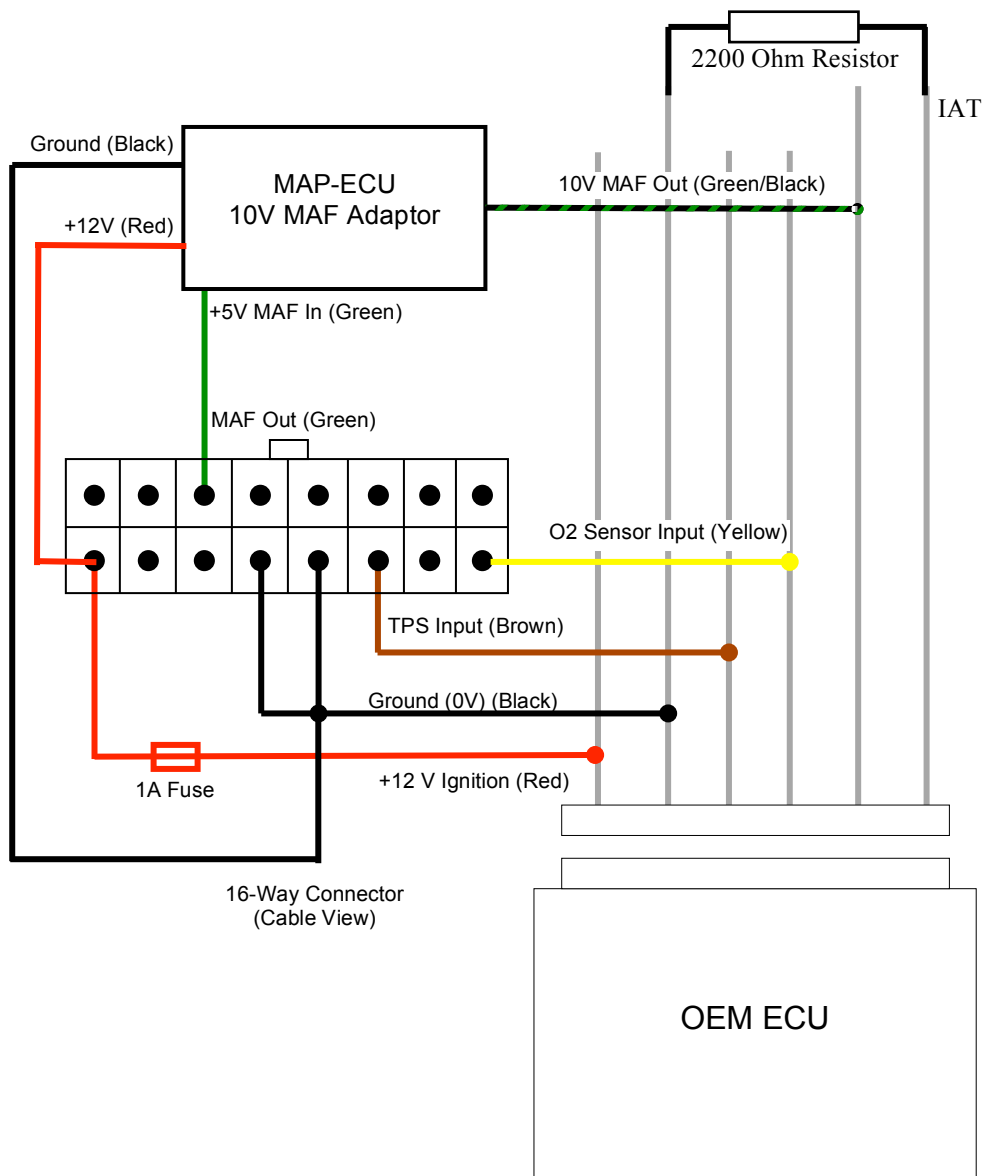 2200 Ohm Resistor
IAT
Ground (Black)
MAP-ECU
10V MAF Adaptor
10V MAF Out (Green/Black)
+12V (Red)
+5V MAF In (Green)
MAF Out (Green)
O2 Sensor Input (Yellow)
TPS Input (Brown)
Ground (0V) (Black)
+12 V Ignition (Red)
1A Fuse
16-Way Connector
(Cable View)
OEM ECU